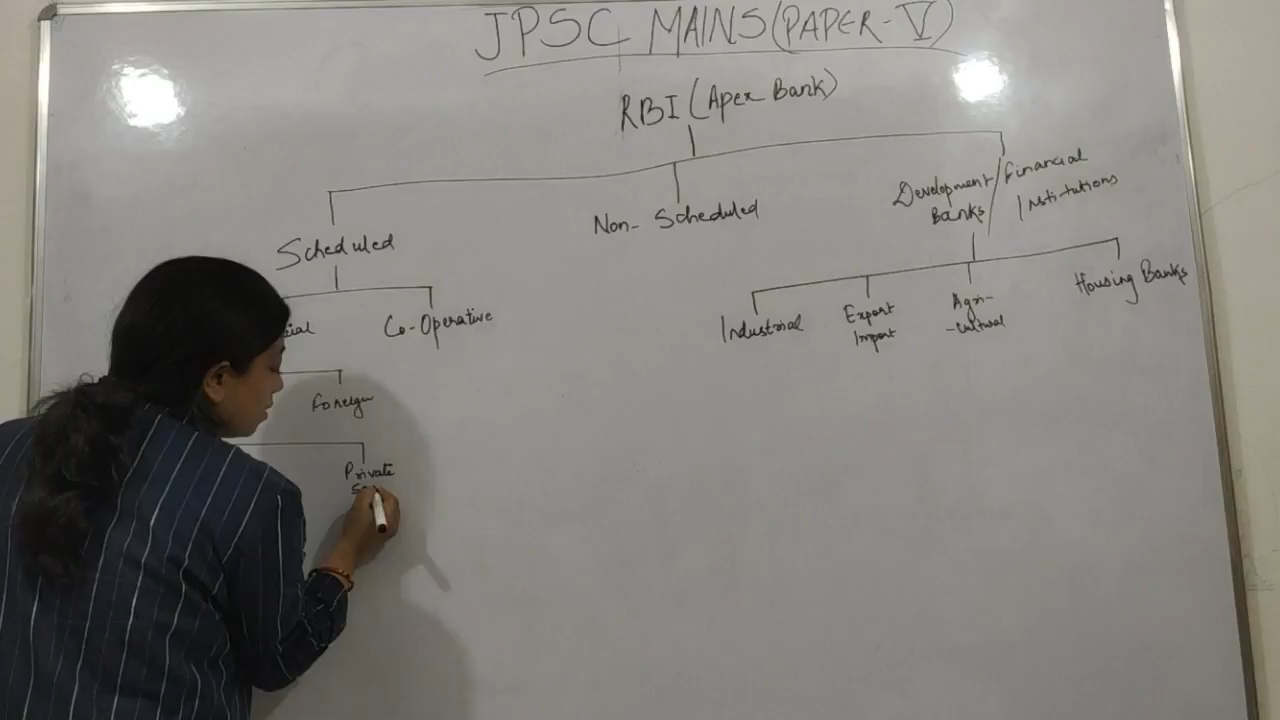 JPSC MAINS (PAPER-V)
RBI (Apex Bank)
Development / Financial
Banks / Institutions
Non-Scheduled
Scheduled
Housing Banks
Industrial
Export
Import
Agri-
-cultural
Co-Operative
Foreign
Private